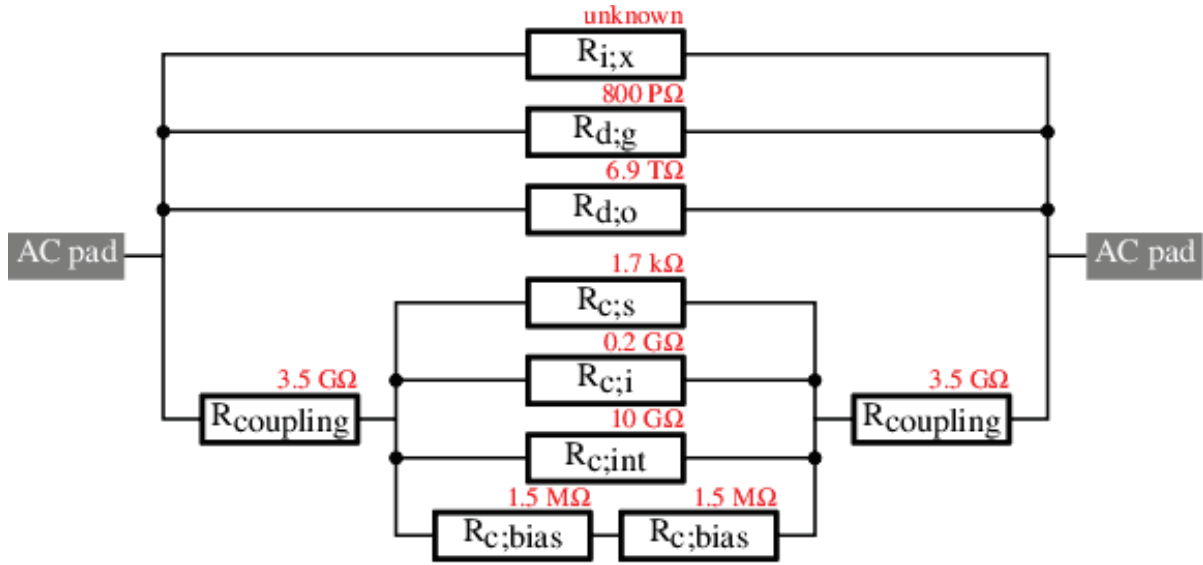 unknown
Ri;x
800 PΩ
Rd;g
6.9 TΩ
Rd;o
AC pad
AC pad
1.7 kΩ
Rc;s
0.2 GΩ
Rc;i
3.5 GΩ
3.5 GΩ
Rcoupling
Rcoupling
10 GΩ
Rc;int
1.5 MΩ
1.5 MΩ
Rc;bias
Rc;bias